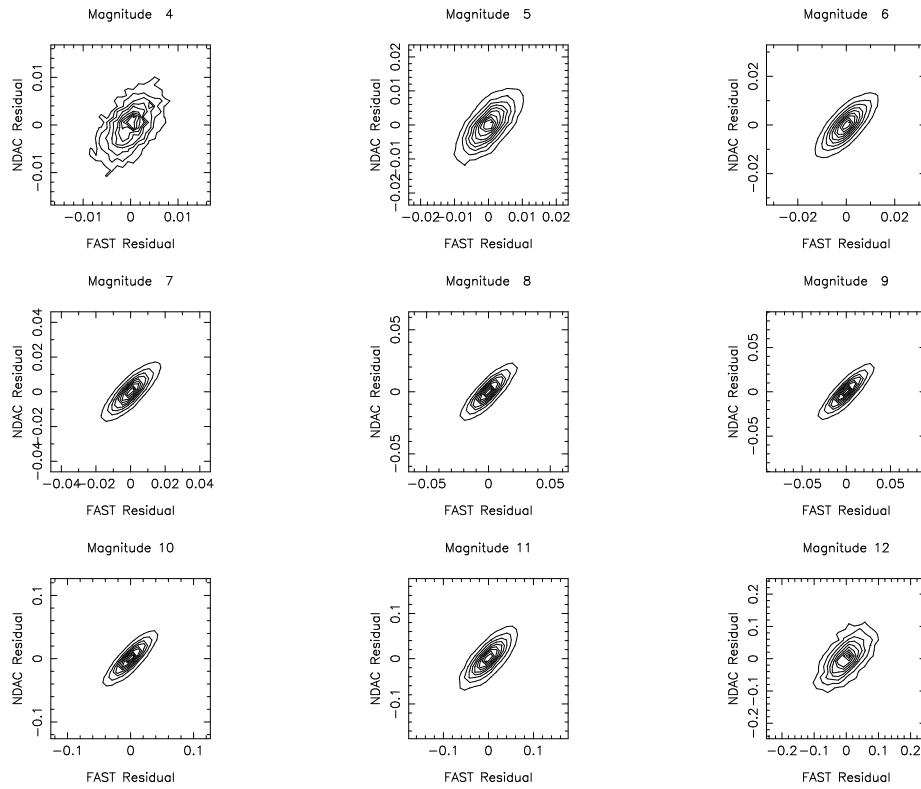 Magnitude 4
NDAC Residual
0.01
0
−0.01
−0.01 0 0.01
FAST Residual
Magnitude 5
NDAC Residual
0.02
0.01
0
−0.01
−0.02
−0.02 −0.01 0 0.01 0.02
FAST Residual
Magnitude 6
NDAC Residual
0.02
0
−0.02
−0.02 0 0.02
FAST Residual
Magnitude 7
NDAC Residual
0.04
0.02
0
−0.02
−0.04
−0.04 −0.02 0 0.02 0.04
FAST Residual
Magnitude 8
NDAC Residual
0.05
0
−0.05
−0.05 0 0.05
FAST Residual
Magnitude 9
NDAC Residual
0.05
0
−0.05
−0.05 0 0.05
FAST Residual
Magnitude 10
NDAC Residual
0.1
0
−0.1
−0.1 0 0.1
FAST Residual
Magnitude 11
NDAC Residual
0.1
0
−0.1
−0.1 0 0.1
FAST Residual
Magnitude 12
NDAC Residual
0.2
0.1
0
−0.1
−0.2
−0.2 −0.1 0 0.1 0.2
FAST Residual